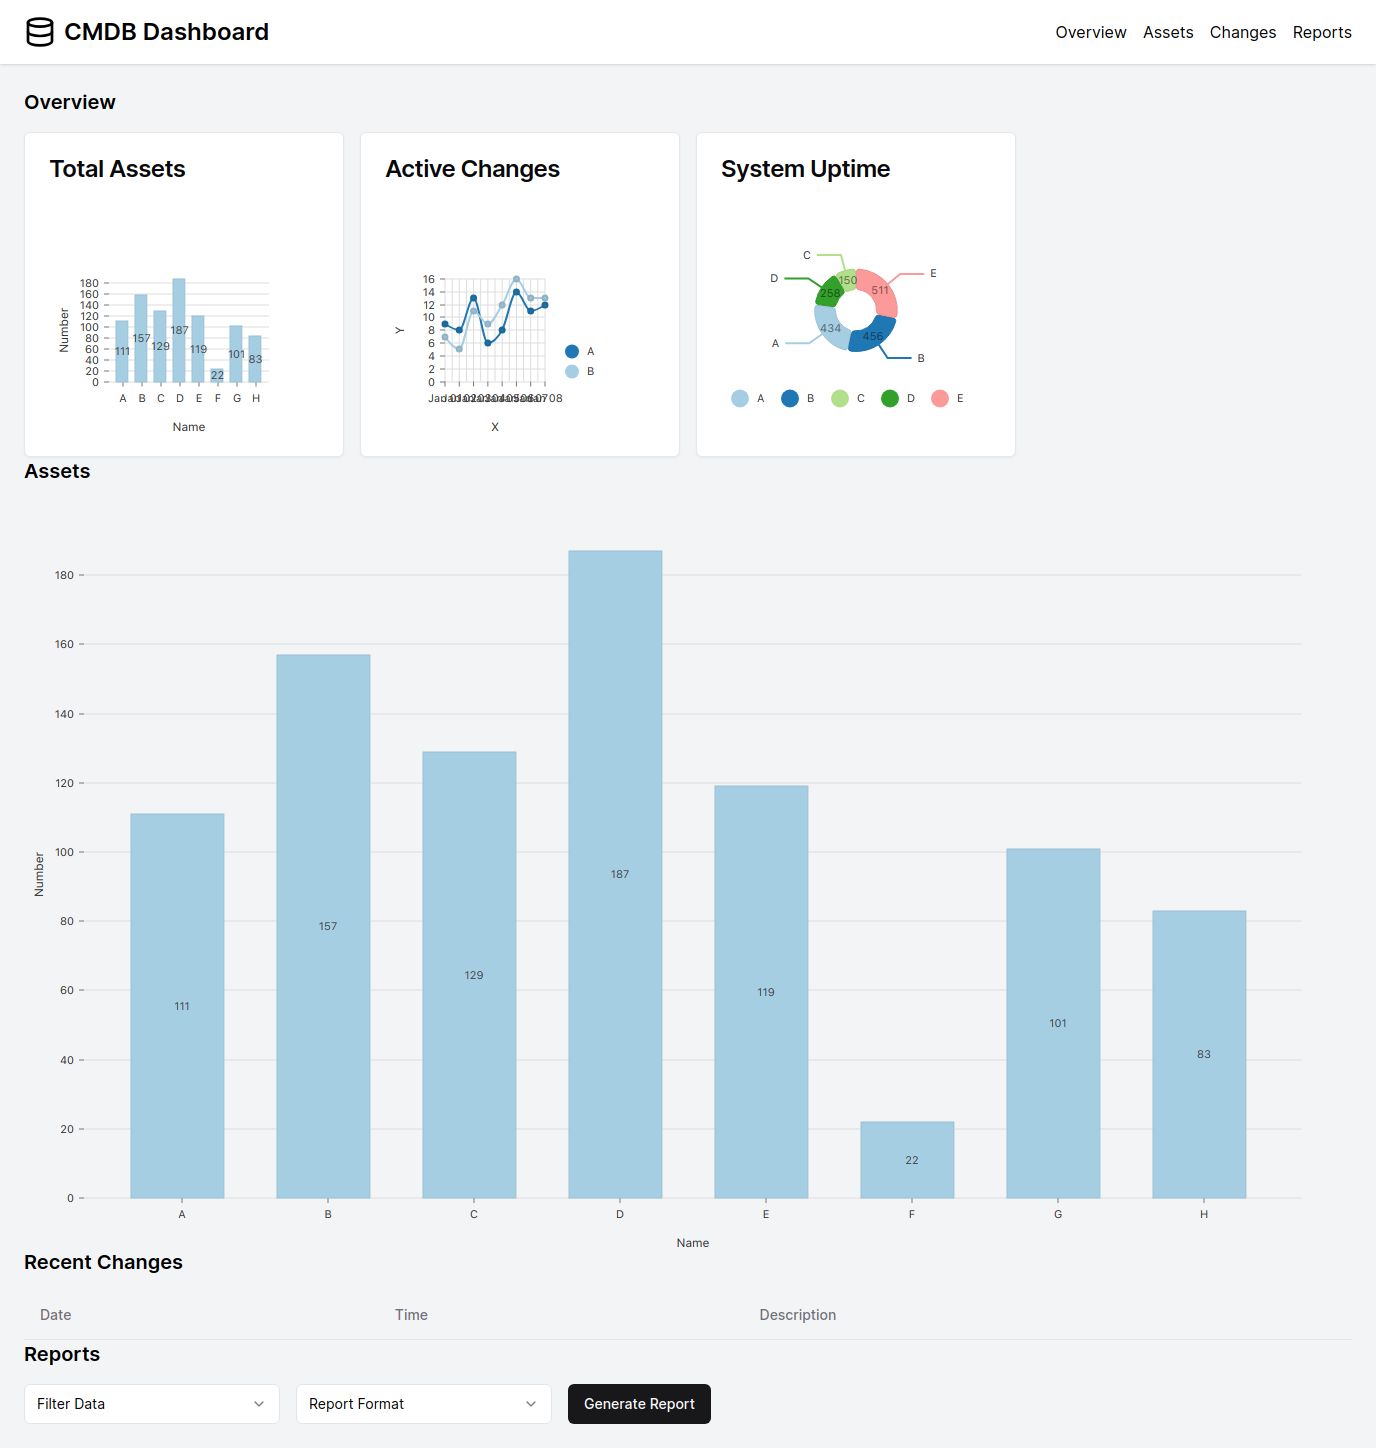 CMDB Dashboard
Overview Assets Changes Reports
Overview
Total Assets
Number
180
160
140
120
100
80
60
40
20
0
111
157
129
187
119
22
101
83
A B C D E F G H
Name
Active Changes
Y
16
14
12
10
8
6
4
2
0
X
A
B
System Uptime
C
D
A
E
B
150
258
511
434
456
A B C D E
Assets
Number
180
160
140
120
100
80
60
40
20
0
111
157
129
187
119
22
101
83
A B C D E F G H
Name
Recent Changes
Date Time Description
Reports
Filter Data Report Format Generate Report